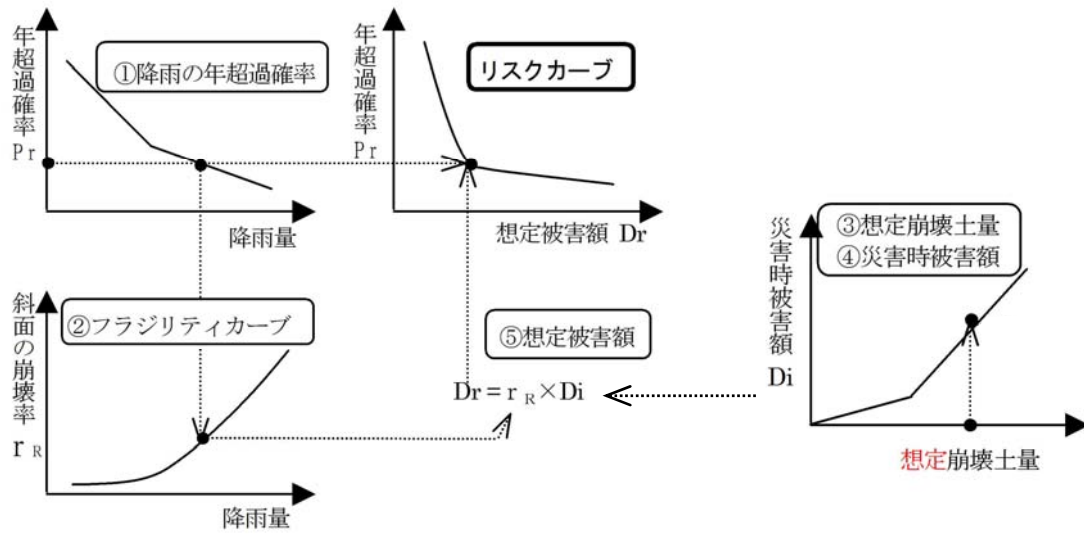 年超過確率
Pr
①降雨の年超過確率
降雨量
年超過確率
Pr
リスクカーブ
想定被害額 Dr
斜面の崩壊率
r R
②フラジリティカーブ
降雨量
⑤想定被害額
Dr＝r R×Di
災害時被害額
Di
③想定崩壊土量
④災害時被害額
想定崩壊土量